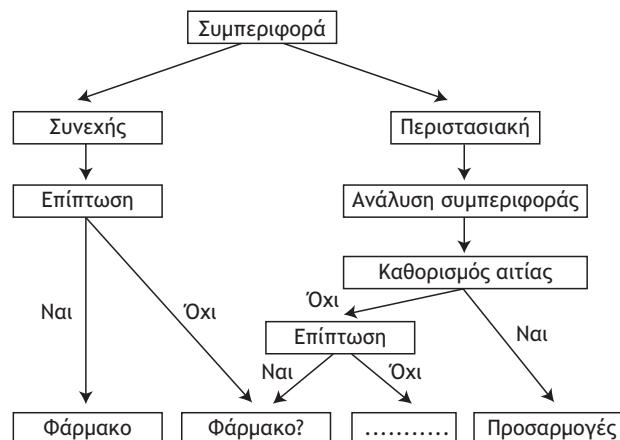 Συμπεριφορά
Συνεχής
Περιστασιακή
Επίπτωση
Ανάλυση συμπεριφοράς
Καθορισμός αιτίας
Ναι
Όχι
Όχι
Ναι
Επίπτωση
Ναι
Όχι
Φάρμακο
Φάρμακο?
...........
Προσαρμογές